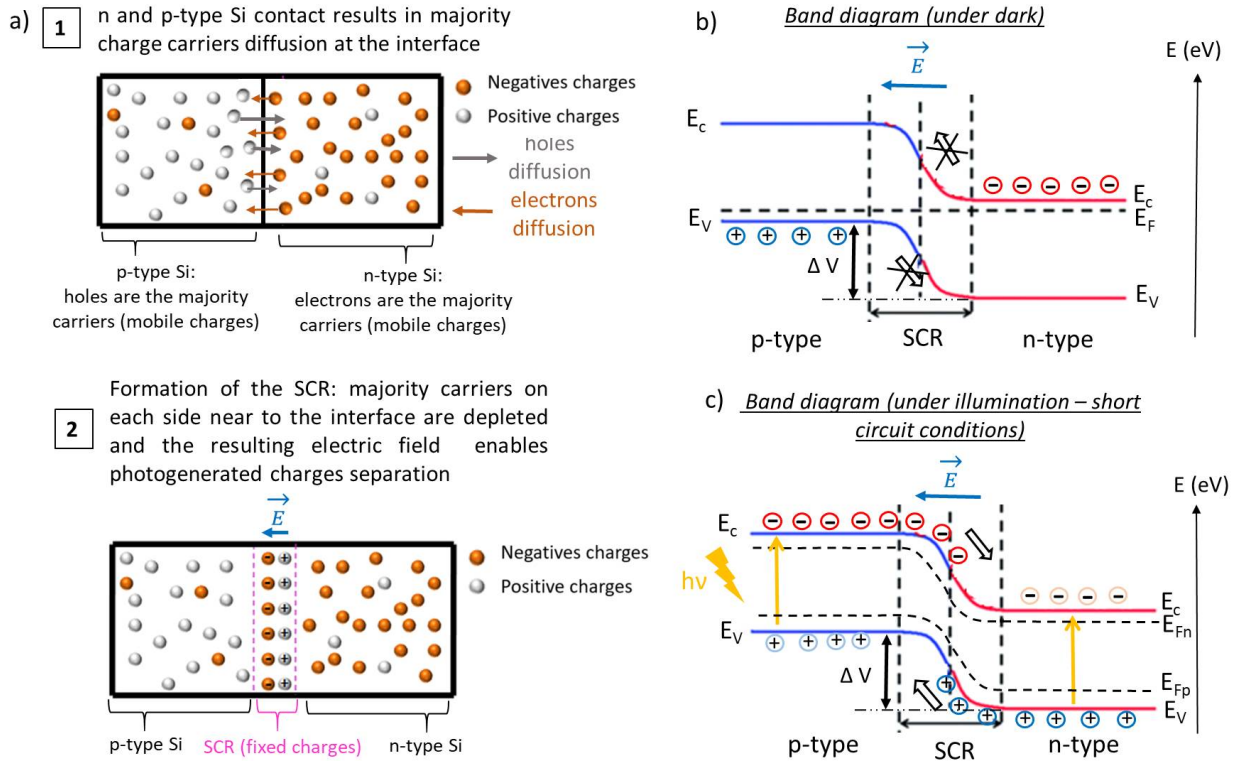 a)
1
n and p-type Si contact results in majority
charge carriers diffusion at the interface
Negatives charges
Positive charges
holes
diffusion
electrons
diffusion
p-type Si:
holes are the majority
carriers (mobile charges)
n-type Si:
electrons are the majority
carriers (mobile charges)
2
Formation of the SCR: majority carriers on
each side near to the interface are depleted
and the resulting electric field enables
photogenerated charges separation
E
Negatives charges
Positive charges
p-type Si
SCR (fixed charges)
n-type Si
b)
Band diagram (under dark)
E
E (eV)
Ec
Ec
EF
EV
Δ V
EV
p-type
SCR
n-type
c)
Band diagram (under illumination – short
circuit conditions)
E
E (eV)
Ec
hν
Ec
EFn
EV
Δ V
EFp
EV
p-type
SCR
n-type